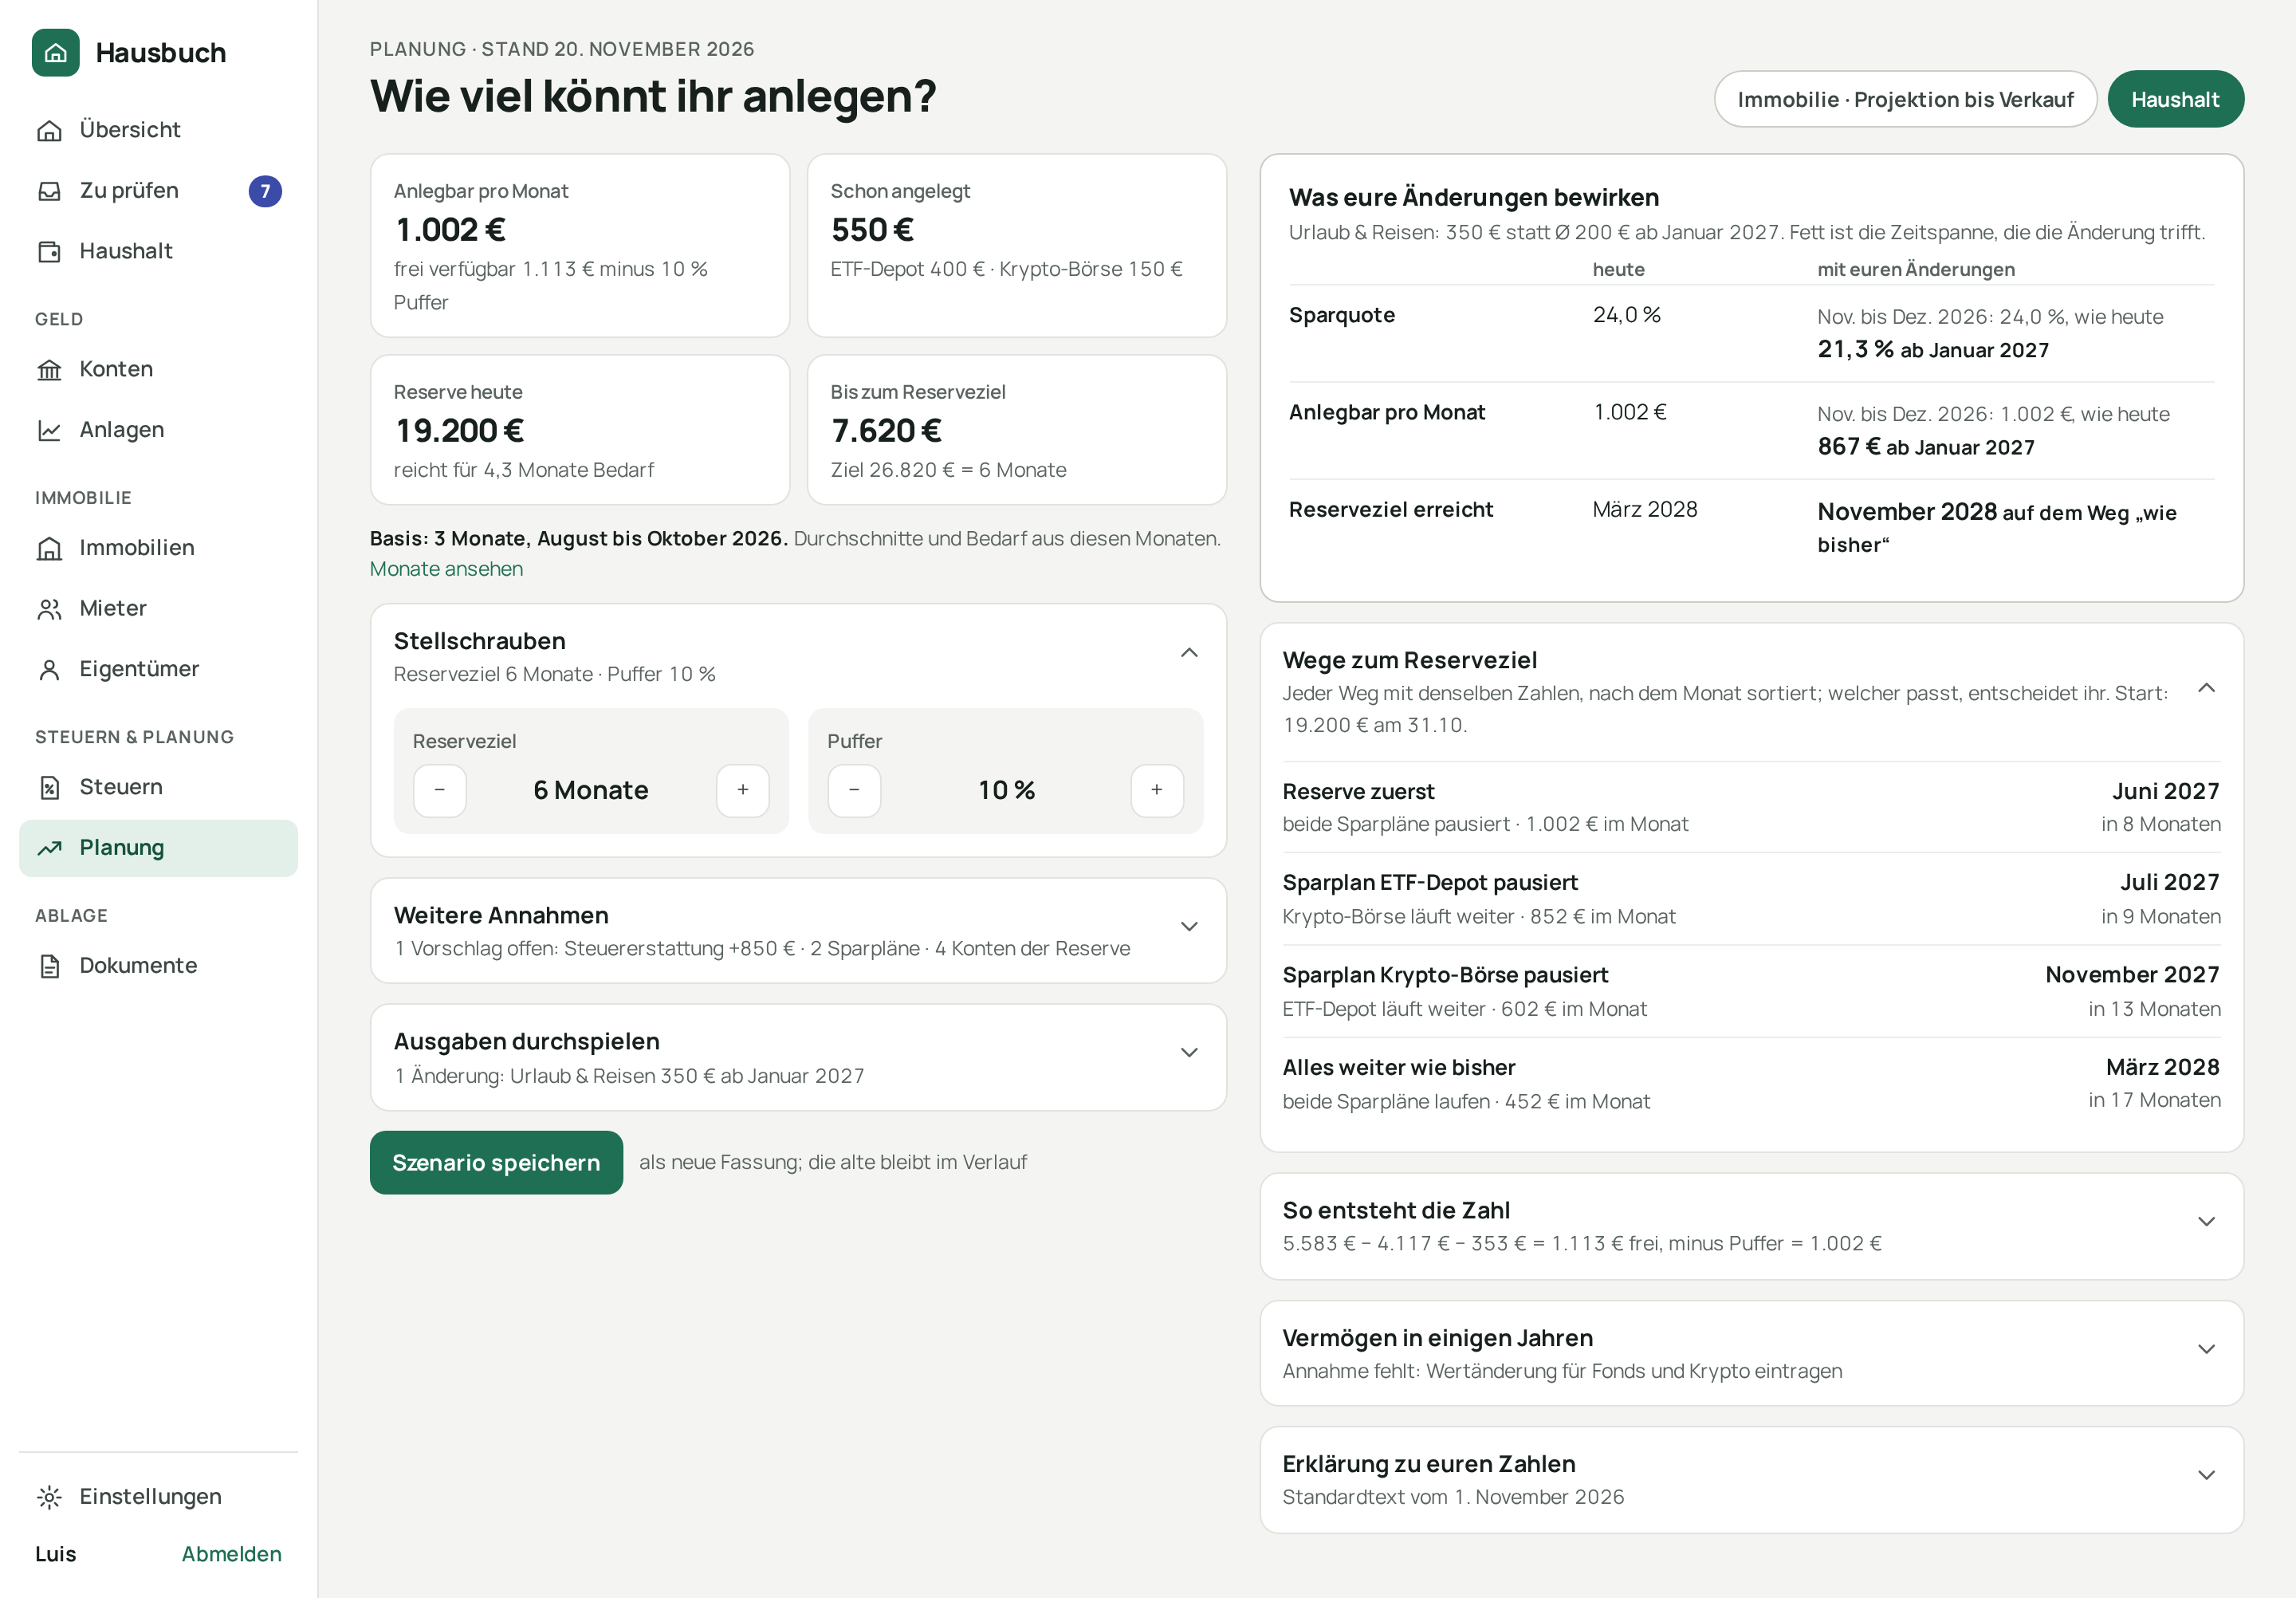 Hausbuch
Übersicht
Zu prüfen
7
Haushalt
GELD
Konten
Anlagen
IMMOBILIE
Immobilien
Mieter
Eigentümer
STEUERN & PLANUNG
Steuern
Planung
ABLAGE
Dokumente
Einstellungen
Luis
Abmelden
PLANUNG · STAND 20. NOVEMBER 2026
Wie viel könnt ihr anlegen?
Immobilie · Projektion bis Verkauf
Haushalt
Anlegbar pro Monat
1.002 €
frei verfügbar 1.113 € minus 10 %
Puffer
Schon angelegt
550 €
ETF-Depot 400 € · Krypto-Börse 150 €
Reserve heute
19.200 €
reicht für 4,3 Monate Bedarf
Bis zum Reserveziel
7.620 €
Ziel 26.820 € = 6 Monate
Basis: 3 Monate, August bis Oktober 2026. Durchschnitte und Bedarf aus diesen Monaten.
Monate ansehen
Stellschrauben
Reserveziel 6 Monate · Puffer 10 %
Reserveziel
− 6 Monate +
Puffer
− 10 % +
Weitere Annahmen
1 Vorschlag offen: Steuererstattung +850 € · 2 Sparpläne · 4 Konten der Reserve
Ausgaben durchspielen
1 Änderung: Urlaub & Reisen 350 € ab Januar 2027
Szenario speichern
als neue Fassung; die alte bleibt im Verlauf
Was eure Änderungen bewirken
Urlaub & Reisen: 350 € statt Ø 200 € ab Januar 2027. Fett ist die Zeitspanne, die die Änderung trifft.
heute
mit euren Änderungen
Sparquote
24,0 %
Nov. bis Dez. 2026: 24,0 %, wie heute
21,3 % ab Januar 2027
Anlegbar pro Monat
1.002 €
Nov. bis Dez. 2026: 1.002 €, wie heute
867 € ab Januar 2027
Reserveziel erreicht
März 2028
November 2028 auf dem Weg „wie
bisher“
Wege zum Reserveziel
Jeder Weg mit denselben Zahlen, nach dem Monat sortiert; welcher passt, entscheidet ihr. Start:
19.200 € am 31.10.
Reserve zuerst
Juni 2027
beide Sparpläne pausiert · 1.002 € im Monat
in 8 Monaten
Sparplan ETF-Depot pausiert
Juli 2027
Krypto-Börse läuft weiter · 852 € im Monat
in 9 Monaten
Sparplan Krypto-Börse pausiert
November 2027
ETF-Depot läuft weiter · 602 € im Monat
in 13 Monaten
Alles weiter wie bisher
März 2028
beide Sparpläne laufen · 452 € im Monat
in 17 Monaten
So entsteht die Zahl
5.583 € − 4.117 € − 353 € = 1.113 € frei, minus Puffer = 1.002 €
Vermögen in einigen Jahren
Annahme fehlt: Wertänderung für Fonds und Krypto eintragen
Erklärung zu euren Zahlen
Standardtext vom 1. November 2026